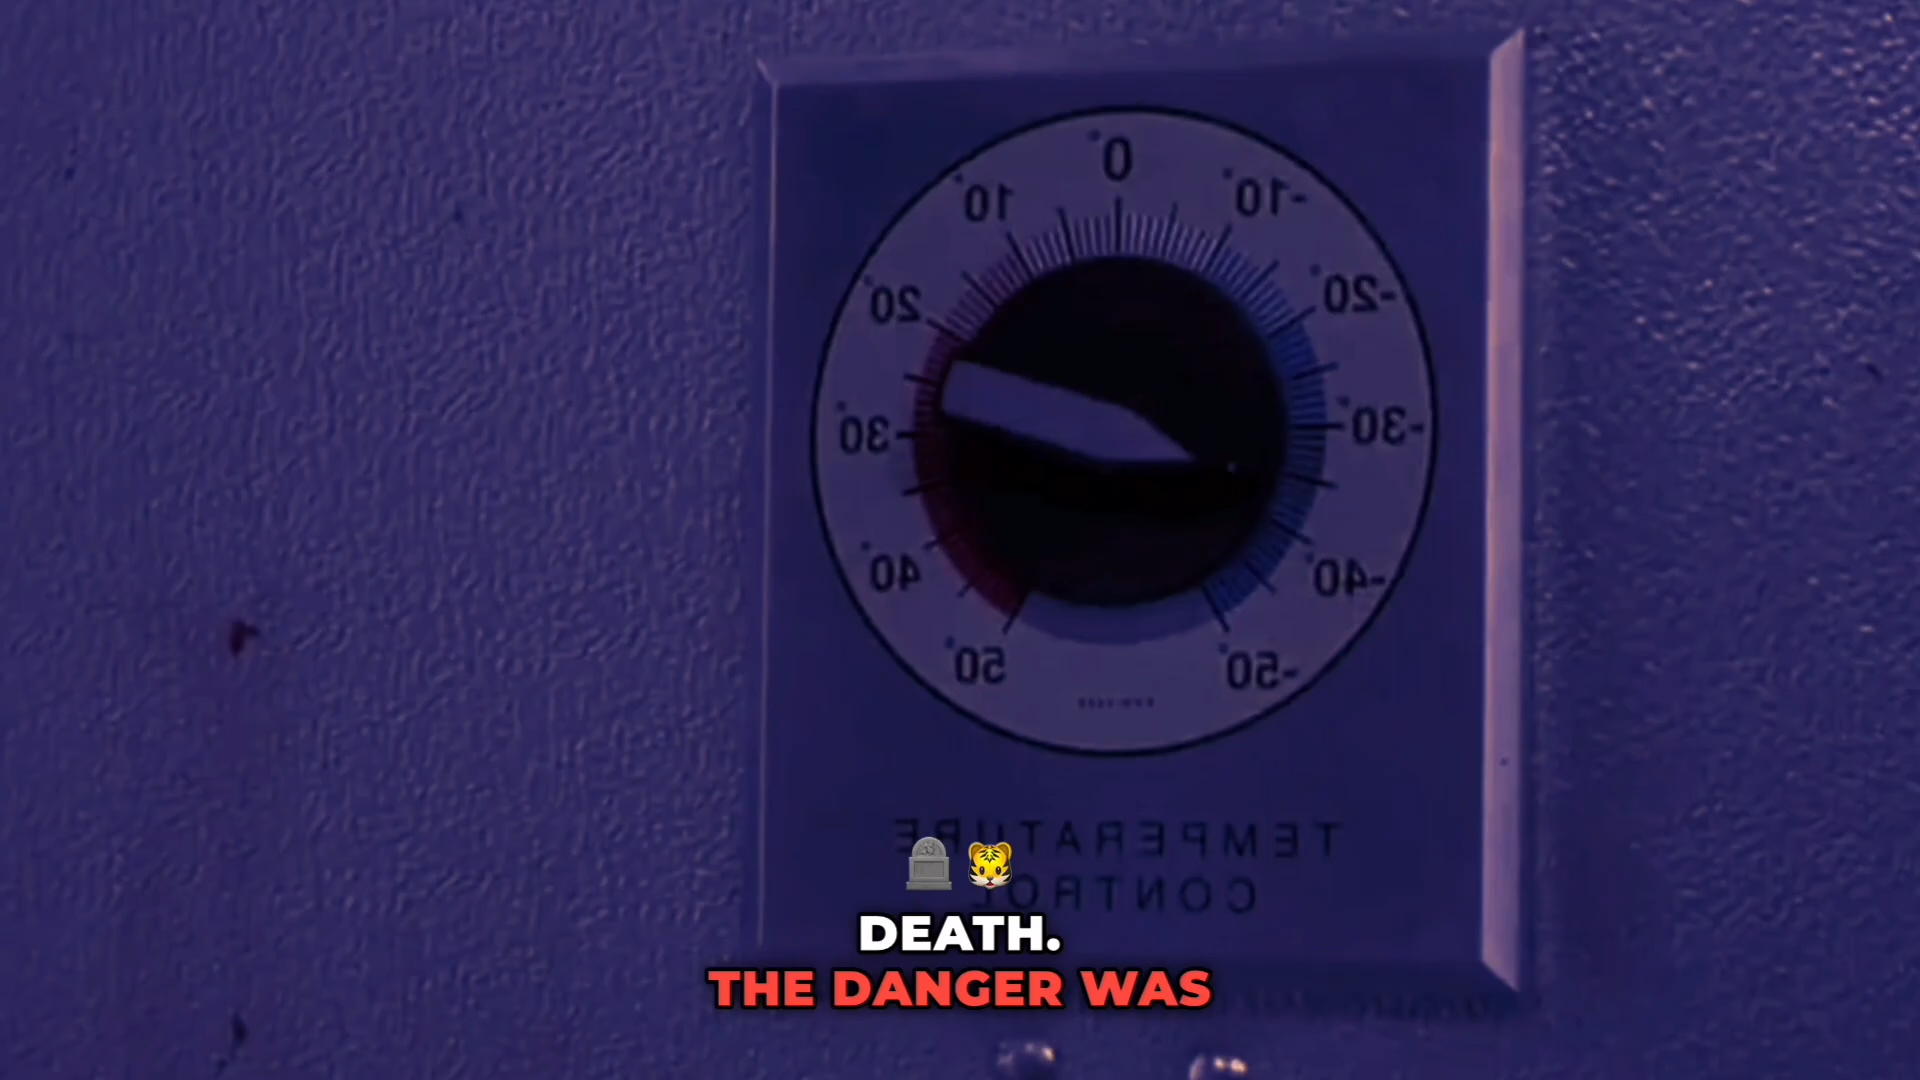 0°
10°
-10°
20°
-20°
30°
-30°
40°
-40°
50°
-50°
TEMPERATURE
CONTROL
DEATH.
THE DANGER WAS